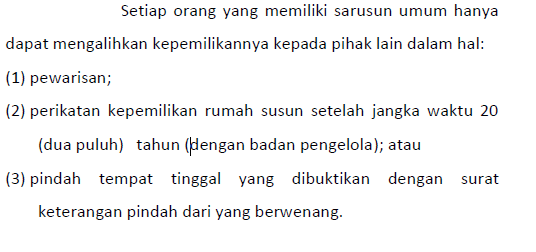 Setiap orang yang memiliki sarusun umum hanya
dapat mengalihkan kepemilikannya kepada pihak lain dalam hal:
(1) pewarisan;
(2) perikatan kepemilikan rumah susun setelah jangka waktu 20
(dua puluh) tahun (dengan badan pengelola); atau
(3) pindah tempat tinggal yang dibuktikan dengan surat
keterangan pindah dari yang berwenang.